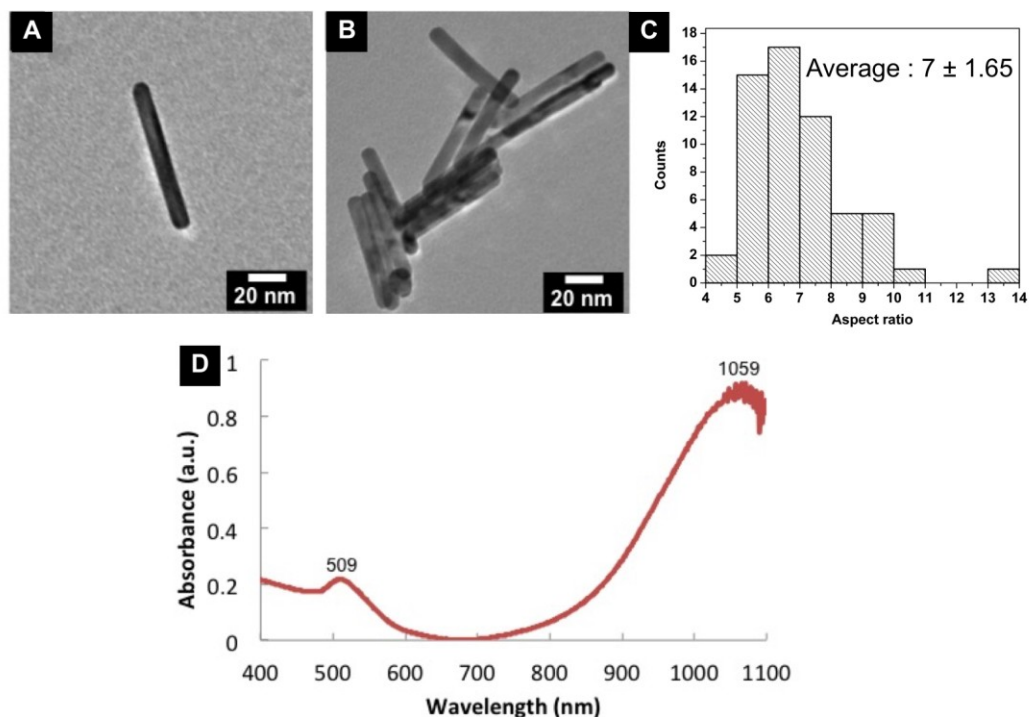 A
20 nm
B
20 nm
C
Average : 7 ± 1.65
Counts
18
16
14
12
10
8
6
4
2
0
4 5 6 7 8 9 10 11 12 13 14
Aspect ratio
D
Absorbance (a.u.)
1
0.8
0.6
0.4
0.2
0
509
1059
400 500 600 700 800 900 1000 1100
Wavelength (nm)